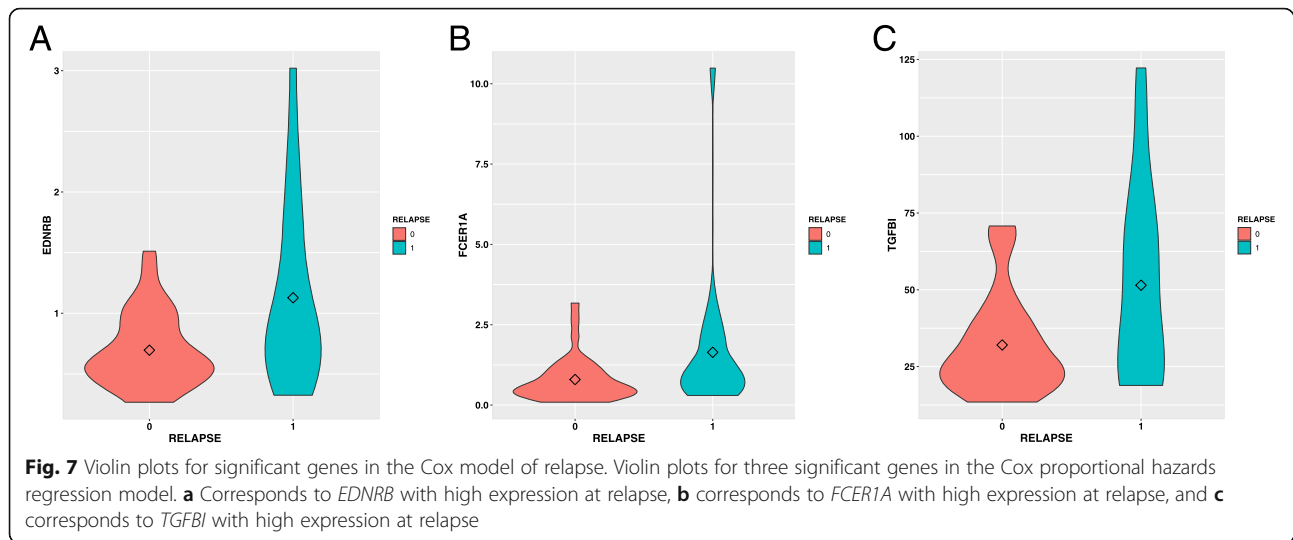 A
3
2
1
EDNRB
0
1
RELAPSE
RELAPSE
0
1
B
10.0
7.5
5.0
2.5
0.0
FCER1A
0
1
RELAPSE
RELAPSE
0
1
C
125
100
75
50
25
TGFBI
0
1
RELAPSE
RELAPSE
0
1
Fig. 7 Violin plots for significant genes in the Cox model of relapse. Violin plots for three significant genes in the Cox proportional hazards
regression model. a Corresponds to EDNRB with high expression at relapse, b corresponds to FCER1A with high expression at relapse, and c
corresponds to TGFBI with high expression at relapse